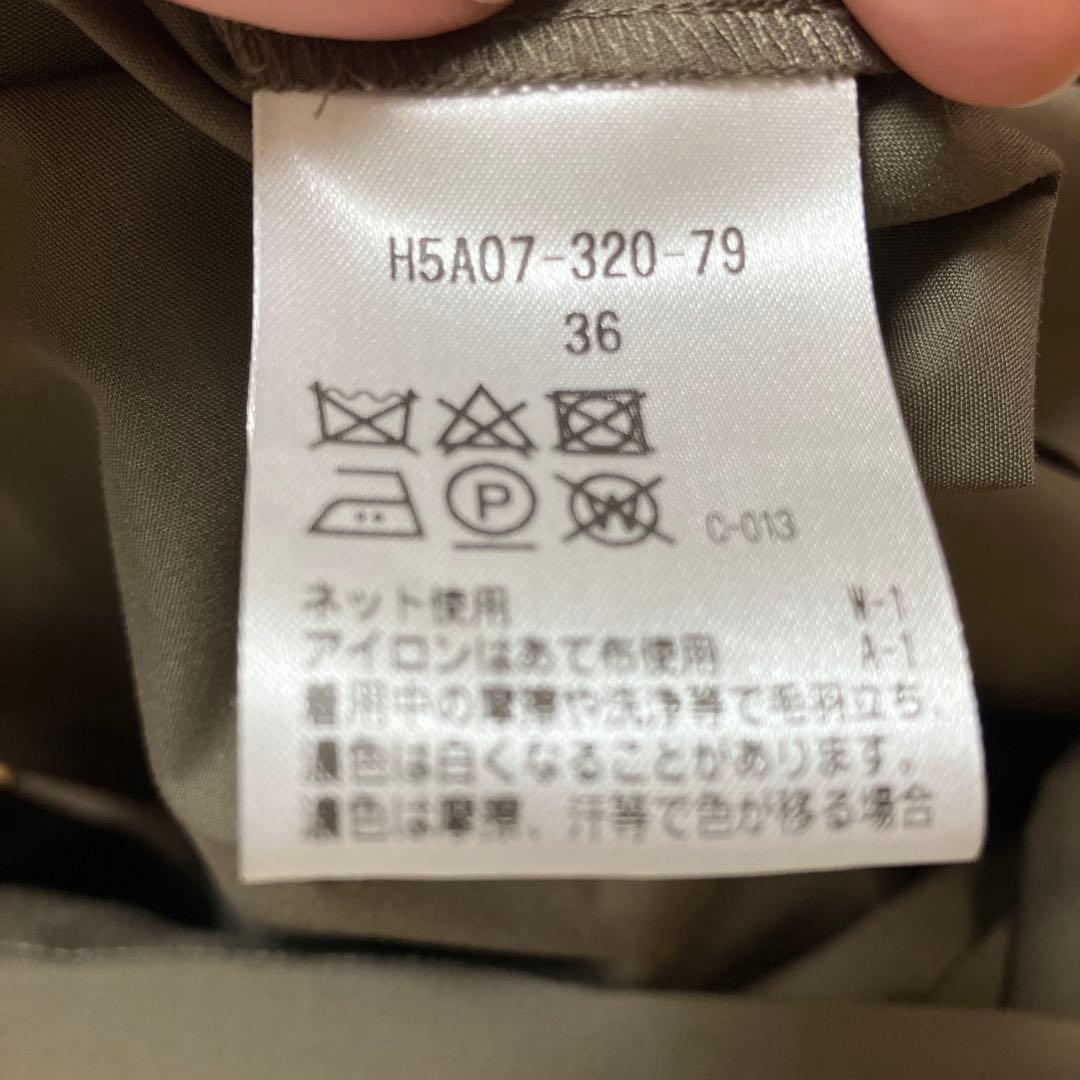 H5A07-320-79
36
P W C-013
ネット使用 W-1
アイロンはあて布使用 A-1
着用中の摩擦や洗浄等で毛羽立ち
濃色は白くなることがあります。
濃色は摩擦、汗等で色が移る場合